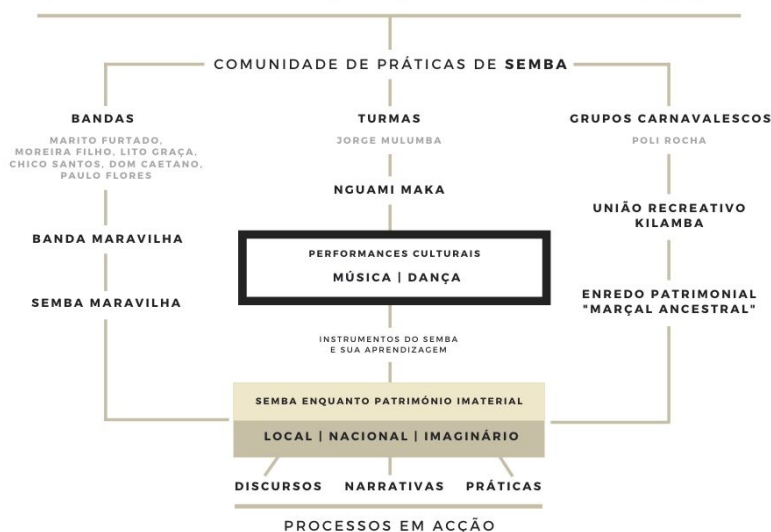 COMUNIDADE DE PRÁTICAS DE SEMBA
BANDAS
MARITO FURTADO,
MOREIRA FILHO, LITO GRAÇA,
CHICO SANTOS, DOM CAETANO,
PAULO FLORES
BANDA MARAVILHA
SEMBA MARAVILHA
TURMAS
JORGE MULUMBA
NGUAMI MAKA
PERFORMANCES CULTURAIS
MÚSICA | DANÇA
INSTRUMENTOS DO SEMBA
E SUA APRENDIZAGEM
GRUPOS CARNAVALESCOS
POLI ROCHA
UNIÃO RECREATIVO
KILAMBA
ENREDO PATRIMONIAL
"MARÇAL ANCESTRAL"
SEMBA ENQUANTO PATRIMÓNIO IMATERIAL
LOCAL | NACIONAL | IMAGINÁRIO
DISCURSOS NARRATIVAS PRÁTICAS
PROCESSOS EM ACÇÃO